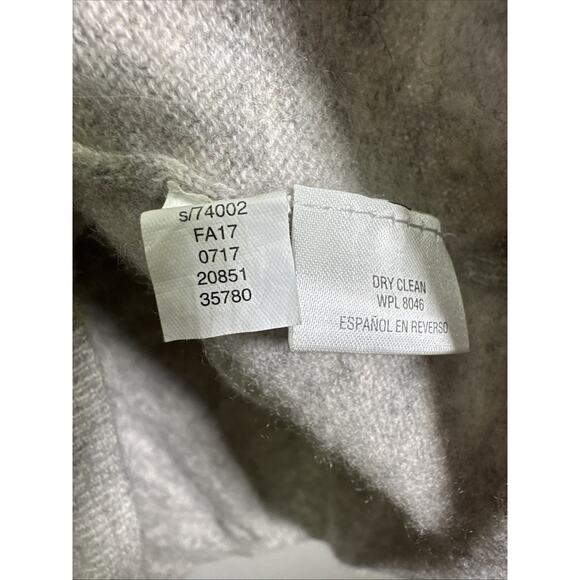 s/74002
FA17
0717
20851
35780
DRY CLEAN
WPL 8046
ESPAÑOL EN REVERSO